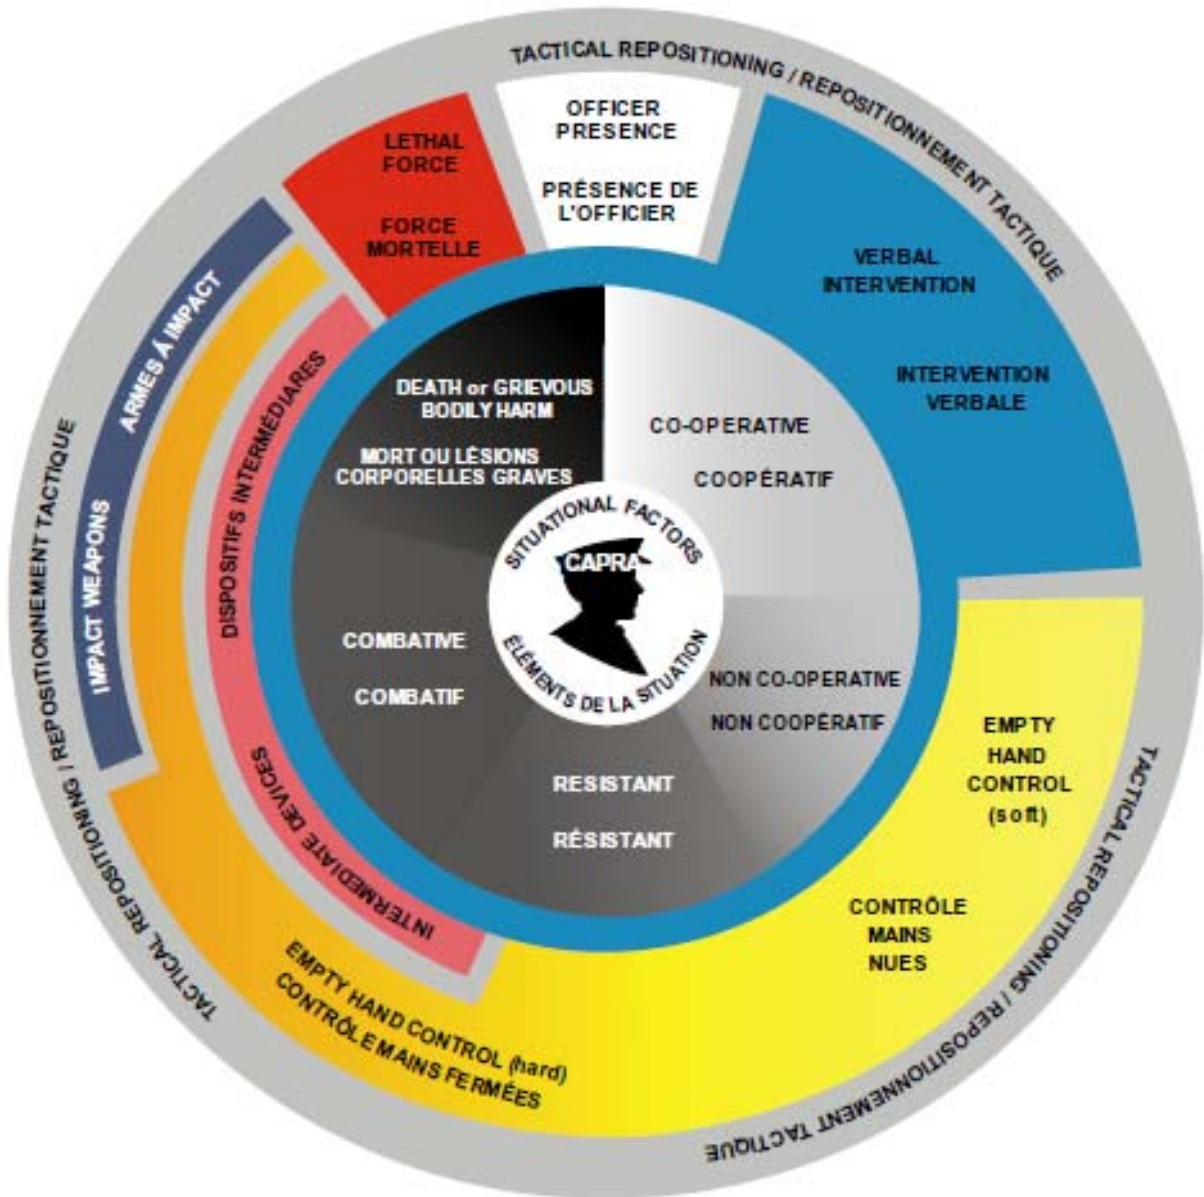 TACTICAL REPOSITIONING / REPOSITIONNEMENT TACTIQUE
OFFICER
PRESENCE
PRÉSENCE DE
L'OFFICIER
LETHAL
FORCE
FORCE
MORTELLE
VERBAL
INTERVENTION
INTERVENTION
VERBALE
ARMES Á IMPACT
IMPACT WEAPONS
DISPOSITIFS INTERMÉDIARES
INTERMEDIATE DEVICES
DEATH or GRIEVOUS
BODILY HARM
MORT OU LÉSIONS
CORPORELLES GRAVES
CO-OPERATIVE
COOPÉRATIF
SITUATIONAL FACTORS
CAPRA
ÉLÉMENTS DE LA SITUATION
COMBATIVE
COMBATIF
NON CO-OPERATIVE
NON COOPÉRATIF
RESISTANT
RÉSISTANT
EMPTY
HAND
CONTROL
(soft)
CONTRÔLE
MAINS
NUES
EMPTY HAND CONTROL (hard)
CONTRÔLE MAINS FERMÉES
TACTICAL REPOSITIONING / REPOSITIONNEMENT TACTIQUE
TACTICAL REPOSITIONING / REPOSITIONNEMENT TACTIQUE